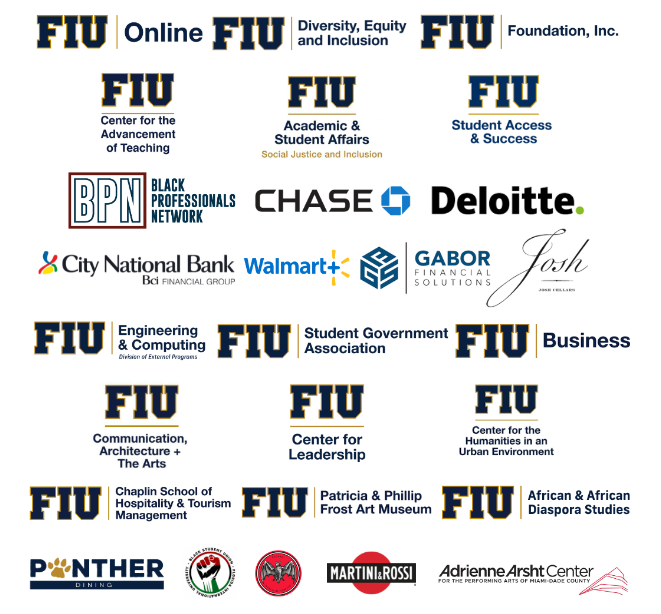 FIU Online
FIU Diversity, Equity
and Inclusion
FIU Foundation, Inc.
FIU
Center for the
Advancement
of Teaching
FIU
Academic &
Student Affairs
Social Justice and Inclusion
FIU
Student Access
& Success
BPN BLACK
PROFESSIONALS
NETWORK
CHASE
Deloitte.
City National Bank
Bci FINANCIAL GROUP
Walmart+
GFS GABOR
FINANCIAL
SOLUTIONS
Josh
JOSH CELLARS
FIU Engineering
& Computing
Division of External Programs
FIU Student Government
Association
FIU Business
FIU
Communication,
Architecture +
The Arts
FIU
Center for
Leadership
FIU
Center for the
Humanities in an
Urban Environment
FIU Chaplin School of
Hospitality & Tourism
Management
FIU Patricia & Phillip
Frost Art Museum
FIU African & African
Diaspora Studies
PANTHER
DINING
BLACK STUDENT UNION
MARTINI & ROSSI
Adrienne Arsht Center
FOR THE PERFORMING ARTS OF MIAMI-DADE COUNTY